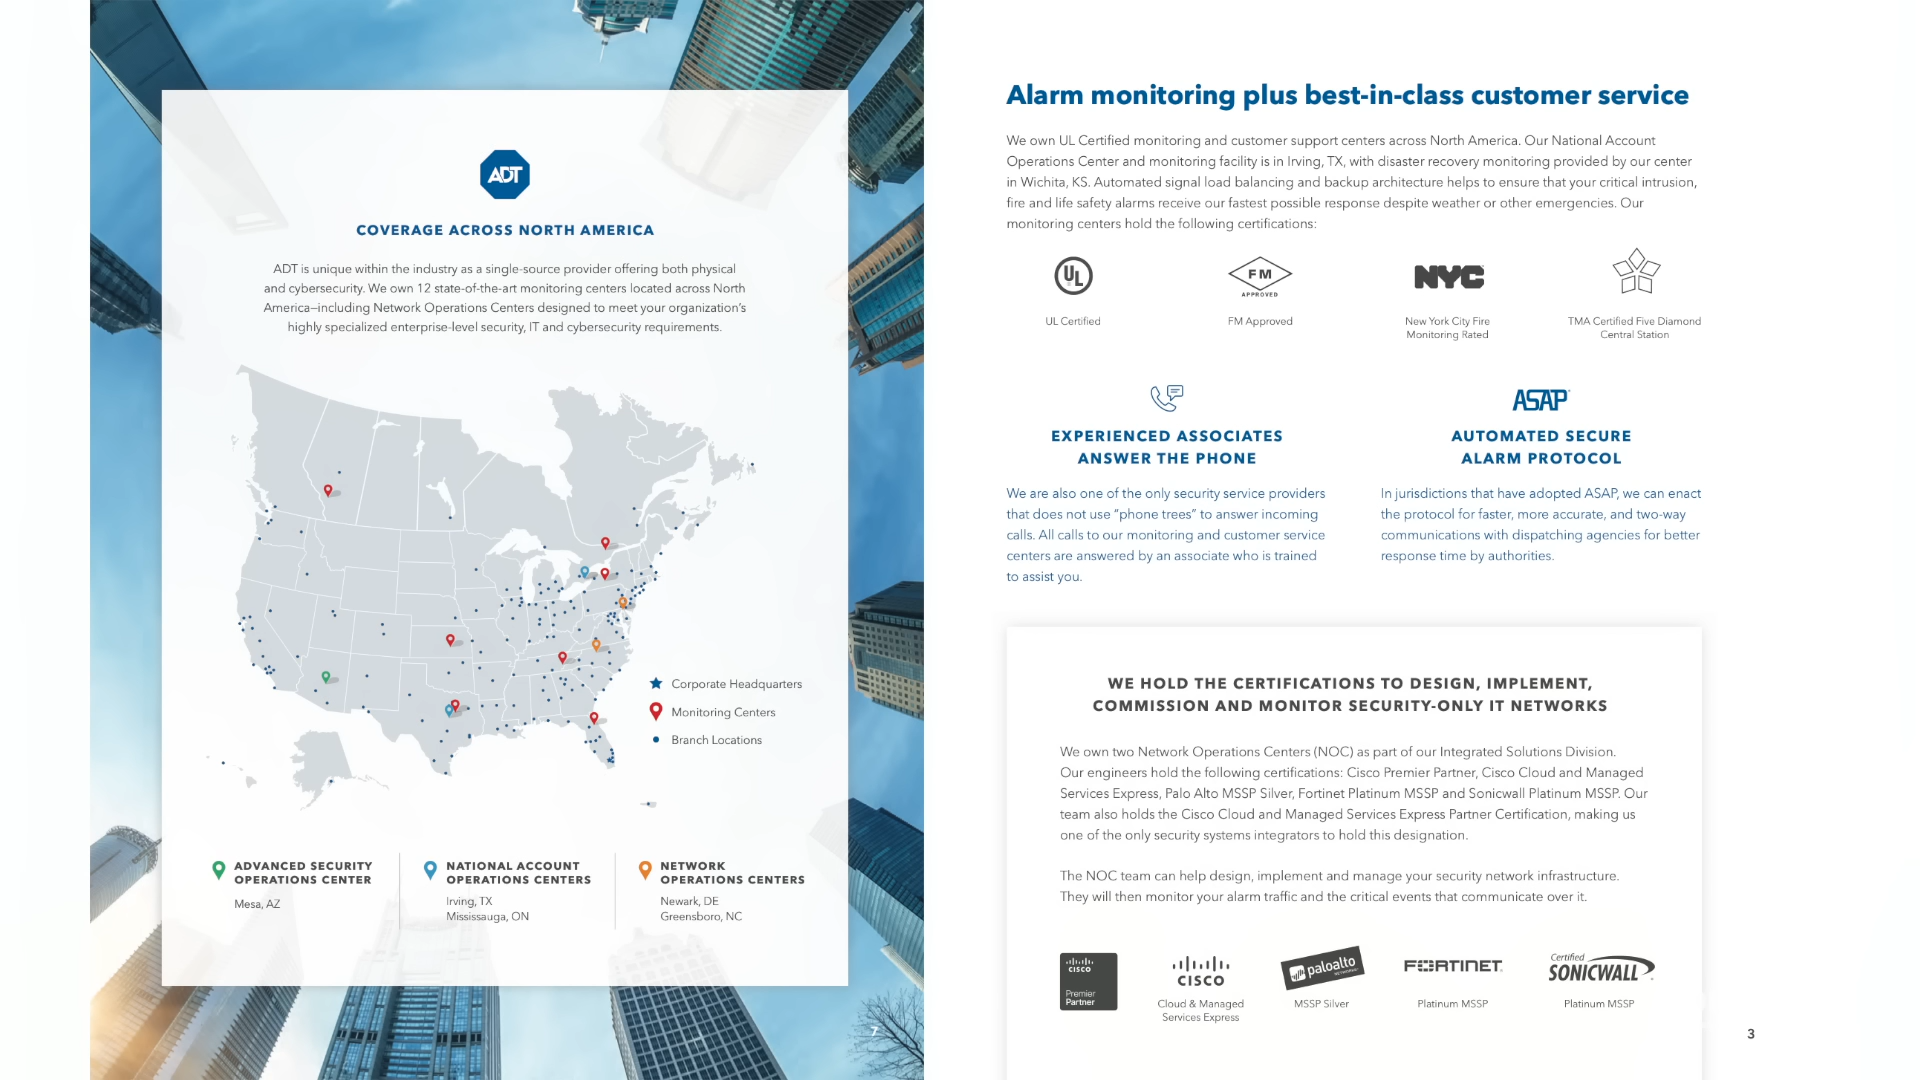 ADT
COVERAGE ACROSS NORTH AMERICA
ADT is unique within the industry as a single-source provider offering both physical
and cybersecurity. We own 12 state-of-the-art monitoring centers located across North
America—including Network Operations Centers designed to meet your organization's
highly specialized enterprise-level security, IT and cybersecurity requirements.
Corporate Headquarters
Monitoring Centers
Branch Locations
ADVANCED SECURITY
OPERATIONS CENTER
Mesa, AZ
NATIONAL ACCOUNT
OPERATIONS CENTERS
Irving, TX
Mississauga, ON
NETWORK
OPERATIONS CENTERS
Newark, DE
Greensboro, NC
7
Alarm monitoring plus best-in-class customer service
We own UL Certified monitoring and customer support centers across North America. Our National Account
Operations Center and monitoring facility is in Irving, TX, with disaster recovery monitoring provided by our center
in Wichita, KS. Automated signal load balancing and backup architecture helps to ensure that your critical intrusion,
fire and life safety alarms receive our fastest possible response despite weather or other emergencies. Our
monitoring centers hold the following certifications:
UL
UL Certified
FM
APPROVED
FM Approved
NYC
New York City Fire
Monitoring Rated
TMA Certified Five Diamond
Central Station
EXPERIENCED ASSOCIATES
ANSWER THE PHONE
We are also one of the only security service providers
that does not use "phone trees" to answer incoming
calls. All calls to our monitoring and customer service
centers are answered by an associate who is trained
to assist you.
ASAP
AUTOMATED SECURE
ALARM PROTOCOL
In jurisdictions that have adopted ASAP, we can enact
the protocol for faster, more accurate, and two-way
communications with dispatching agencies for better
response time by authorities.
WE HOLD THE CERTIFICATIONS TO DESIGN, IMPLEMENT,
COMMISSION AND MONITOR SECURITY-ONLY IT NETWORKS
We own two Network Operations Centers (NOC) as part of our Integrated Solutions Division.
Our engineers hold the following certifications: Cisco Premier Partner, Cisco Cloud and Managed
Services Express, Palo Alto MSSP Silver, Fortinet Platinum MSSP and Sonicwall Platinum MSSP. Our
team also holds the Cisco Cloud and Managed Services Express Partner Certification, making us
one of the only security systems integrators to hold this designation.
The NOC team can help design, implement and manage your security network infrastructure.
They will then monitor your alarm traffic and the critical events that communicate over it.
CISCO
Premier
Partner
CISCO
Cloud & Managed
Services Express
paloalto
MSSP Silver
FORTINET
Platinum MSSP
Certified
SONICWALL
Platinum MSSP
3